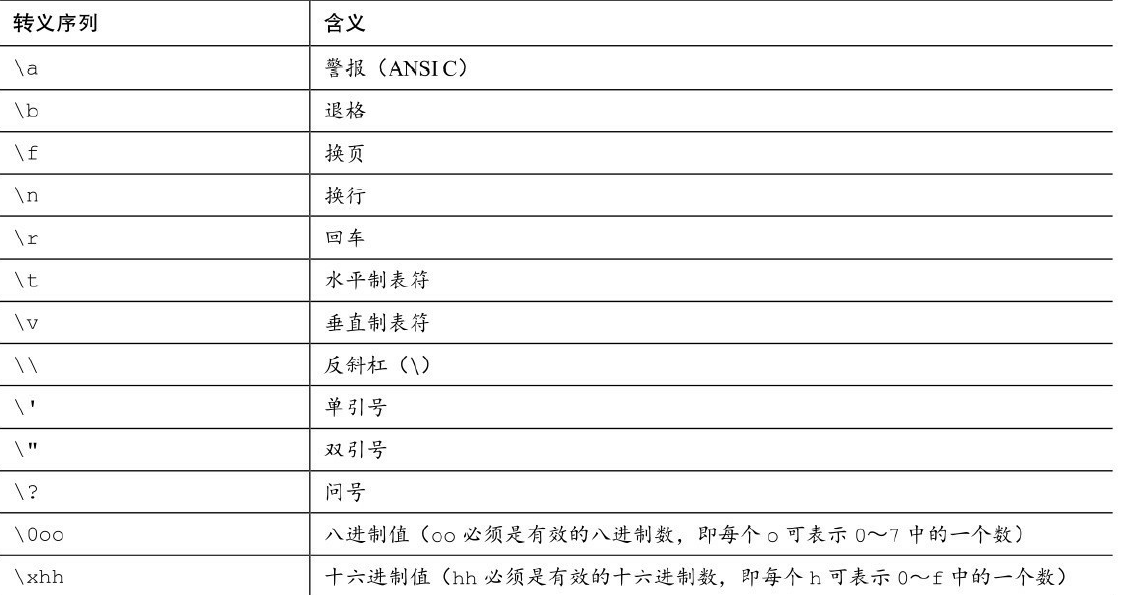 转义序列 含义
\a 警报（ANSI C）
\b 退格
\f 换页
\n 换行
\r 回车
\t 水平制表符
\v 垂直制表符
\\ 反斜杠（\）
\' 单引号
\" 双引号
\? 问号
\0oo 八进制值（oo 必须是有效的八进制数，即每个 o 可表示 0～7 中的一个数）
\xhh 十六进制值（hh 必须是有效的十六进制数，即每个 h 可表示 0～f 中的一个数）